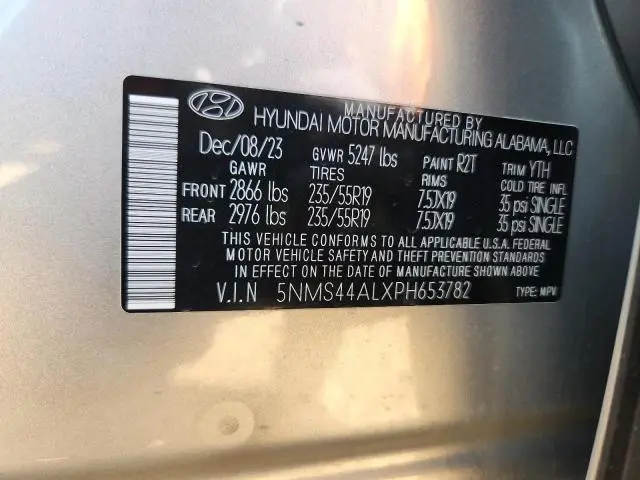 MANUFACTURED BY
HYUNDAI MOTOR MANUFACTURING ALABAMA, LLC
Dec/08/23 GVWR 5247 lbs PAINT R2T TRIM YTH
GAWR TIRES RIMS COLD TIRE INFL
FRONT 2866 lbs 235/55R19 7.5JX19 35 psi SINGLE
REAR 2976 lbs 235/55R19 7.5JX19 35 psi SINGLE
THIS VEHICLE CONFORMS TO ALL APPLICABLE U.S.A. FEDERAL
MOTOR VEHICLE SAFETY AND THEFT PREVENTION STANDARDS
IN EFFECT ON THE DATE OF MANUFACTURE SHOWN ABOVE.
V.I.N 5NMS44ALXPH653782 TYPE: MPV